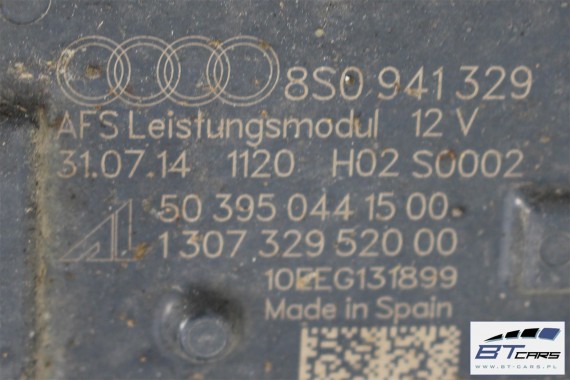 8S0 941 329
AFS Leistungsmodul 12 V
31.07.14 1120 H02 S0002
50 395 044 15 00
1 307 329 520 00
10EEG131899
Made in Spain
BTCARS
WWW.BT-CARS.PL